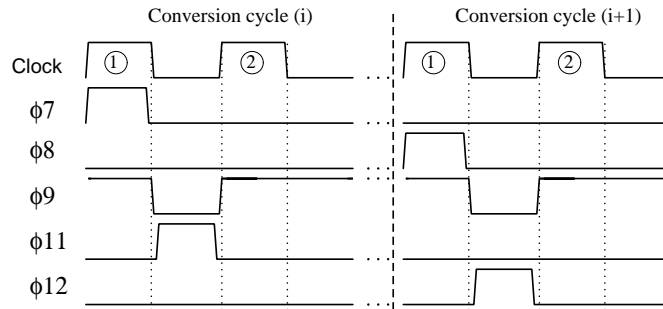 Conversion cycle (i) Conversion cycle (i+1)
Clock ① ② ① ②
ϕ7
ϕ8
ϕ9
ϕ11
ϕ12